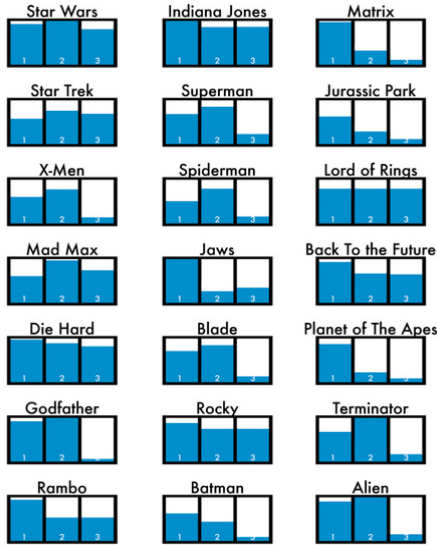 Star Wars
1 2 3
Indiana Jones
1 2 3
Matrix
1 2 3
Star Trek
1 2 3
Superman
1 2 3
Jurassic Park
1 2 3
X-Men
1 2 3
Spiderman
1 2 3
Lord of Rings
1 2 3
Mad Max
1 2 3
Jaws
1 2 3
Back To the Future
1 2 3
Die Hard
1 2 3
Blade
1 2 3
Planet of The Apes
1 2 3
Godfather
1 2 3
Rocky
1 2 3
Terminator
1 2 3
Rambo
1 2 3
Batman
1 2 3
Alien
1 2 3